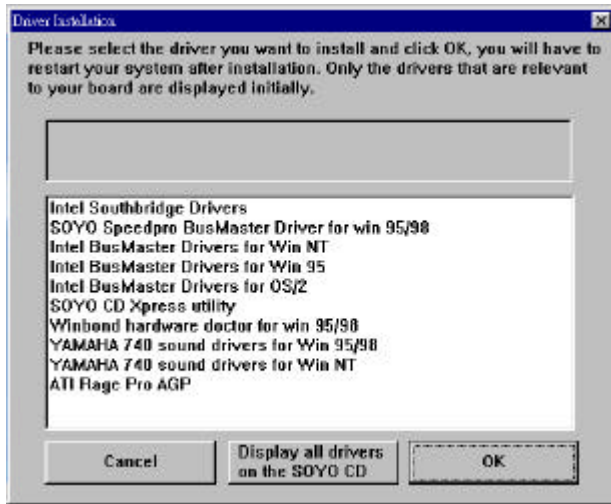 Driver Installation
Please select the driver you want to install and click OK, you will have to
restart your system after installation. Only the drivers that are relevant
to your board are displayed initially.
Intel Southbridge Drivers
SOYO Speedpro BusMaster Driver for win 95/98
Intel BusMaster Drivers for Win NT
Intel BusMaster Drivers for Win 95
Intel BusMaster Drivers for OS/2
SOYO CD Xpress utility
Winbond hardware doctor for win 95/98
YAMAHA 740 sound drivers for Win 95/98
YAMAHA 740 sound drivers for Win NT
ATI Rage Pro AGP
Cancel
Display all drivers
on the SOYO CD
OK